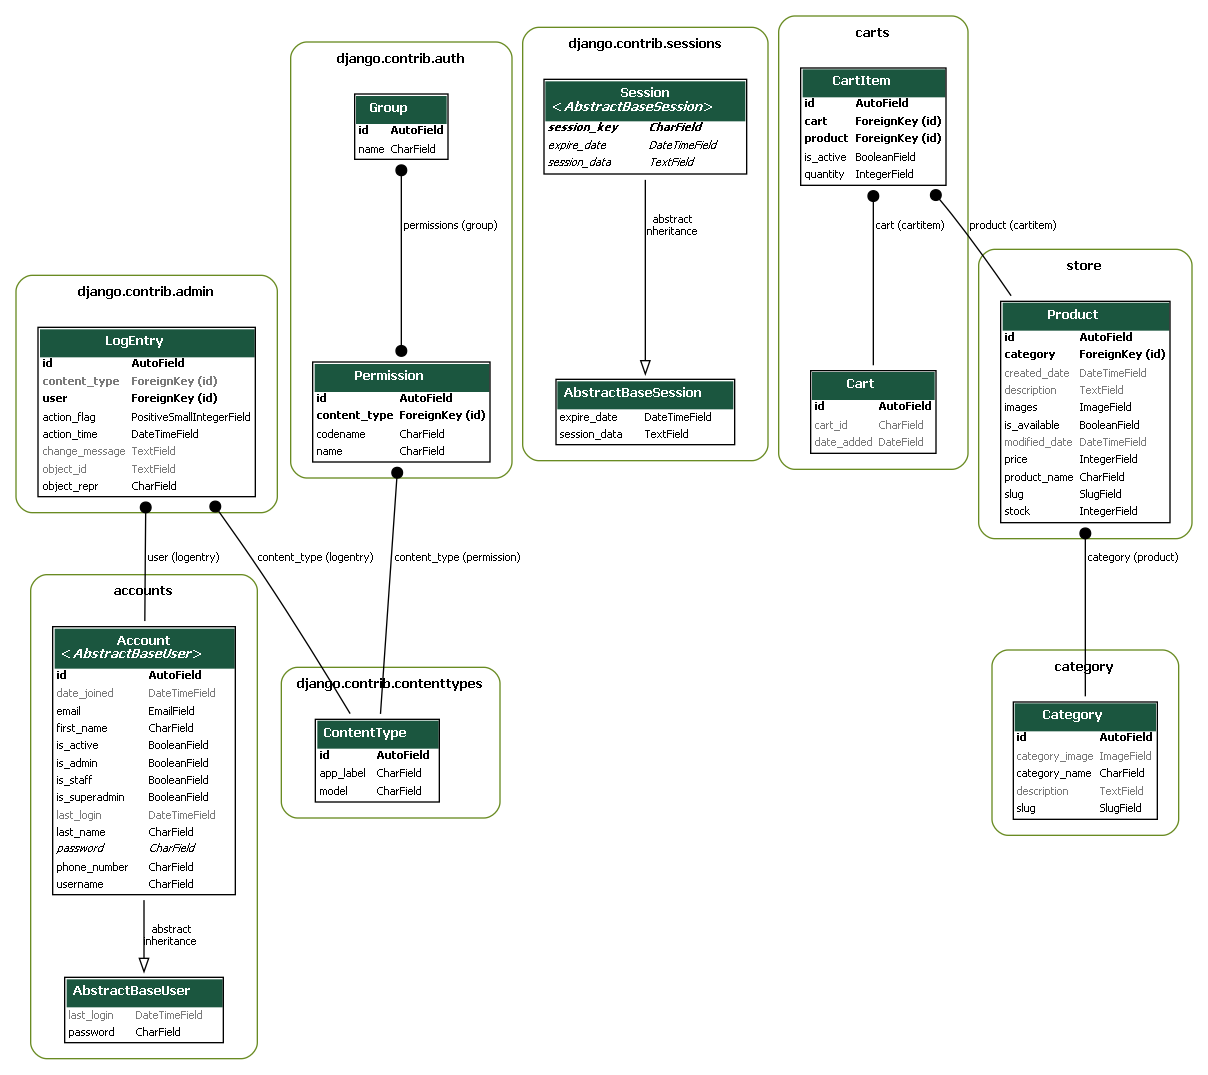 django.contrib.admin
LogEntry
id AutoField
content_type ForeignKey (id)
user ForeignKey (id)
action_flag PositiveSmallIntegerField
action_time DateTimeField
change_message TextField
object_id TextField
object_repr CharField
user (logentry)
content_type (logentry)
django.contrib.auth
Group
id AutoField
name CharField
permissions (group)
Permission
id AutoField
content_type ForeignKey (id)
codename CharField
name CharField
content_type (permission)
django.contrib.sessions
Session
<AbstractBaseSession>
session_key CharField
expire_date DateTimeField
session_data TextField
abstract
inheritance
AbstractBaseSession
expire_date DateTimeField
session_data TextField
carts
CartItem
id AutoField
cart ForeignKey (id)
product ForeignKey (id)
is_active BooleanField
quantity IntegerField
cart (cartitem)
product (cartitem)
Cart
id AutoField
cart_id CharField
date_added DateField
store
Product
id AutoField
category ForeignKey (id)
created_date DateTimeField
description TextField
images ImageField
is_available BooleanField
modified_date DateTimeField
price IntegerField
product_name CharField
slug SlugField
stock IntegerField
category (product)
accounts
Account
<AbstractBaseUser>
id AutoField
date_joined DateTimeField
email EmailField
first_name CharField
is_active BooleanField
is_admin BooleanField
is_staff BooleanField
is_superadmin BooleanField
last_login DateTimeField
last_name CharField
password CharField
phone_number CharField
username CharField
abstract
inheritance
AbstractBaseUser
last_login DateTimeField
password CharField
django.contrib.contenttypes
ContentType
id AutoField
app_label CharField
model CharField
category
Category
id AutoField
category_image ImageField
category_name CharField
description TextField
slug SlugField